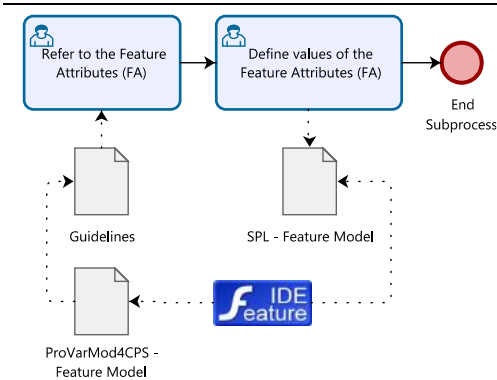 Refer to the Feature
Attributes (FA)
Define values of the
Feature Attributes (FA)
End
Subprocess
Guidelines
SPL - Feature Model
IDE
Feature
ProVarMod4CPS -
Feature Model